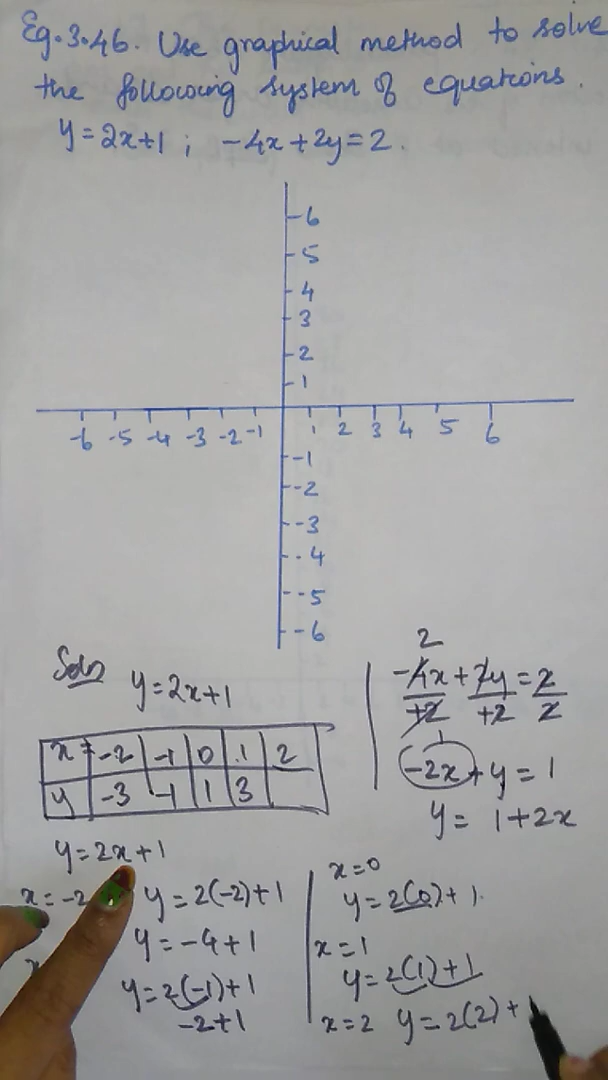 Eg.3.46. Use graphical method to solve
the following system of equations.
y=2x+1 ; -4x+2y=2.
6
5
4
3
2
1
-6 -5 -4 -3 -2 -1 1 2 3 4 5 6
-1
-2
-3
-4
-5
-6
Soln y=2x+1
x -2 -1 0 1 2
y -3 -1 1 3
y=2x+1
x=-2 y=2(-2)+1
y=-4+1
y=2(-1)+1
-2+1
2
-4x/+2 + 2y/+2 = 2/2
1
-2x+y=1
y= 1+2x
x=0
y=2(0)+1.
x=1
y=2(1)+1
x=2 y=2(2)+